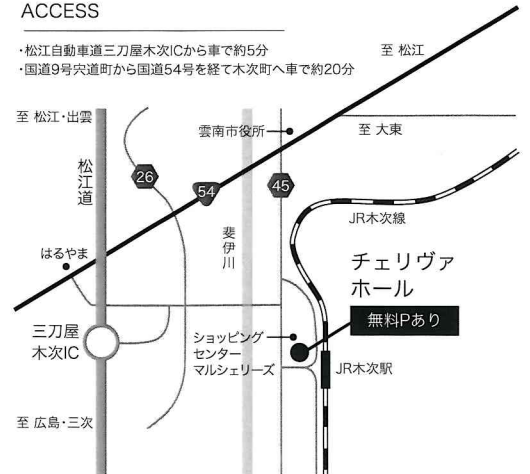 ACCESS
・松江自動車道三刀屋木次ICから車で約5分
・国道9号宍道町から国道54号を経て木次町へ車で約20分
至 松江
至 松江・出雲
雲南市役所
至 大東
松江道
26
54
45
斐伊川
JR木次線
はるやま
チェリヴァ
ホール
無料Pあり
三刀屋
木次IC
ショッピング
センター
マルシェリーズ
JR木次駅
至 広島・三次